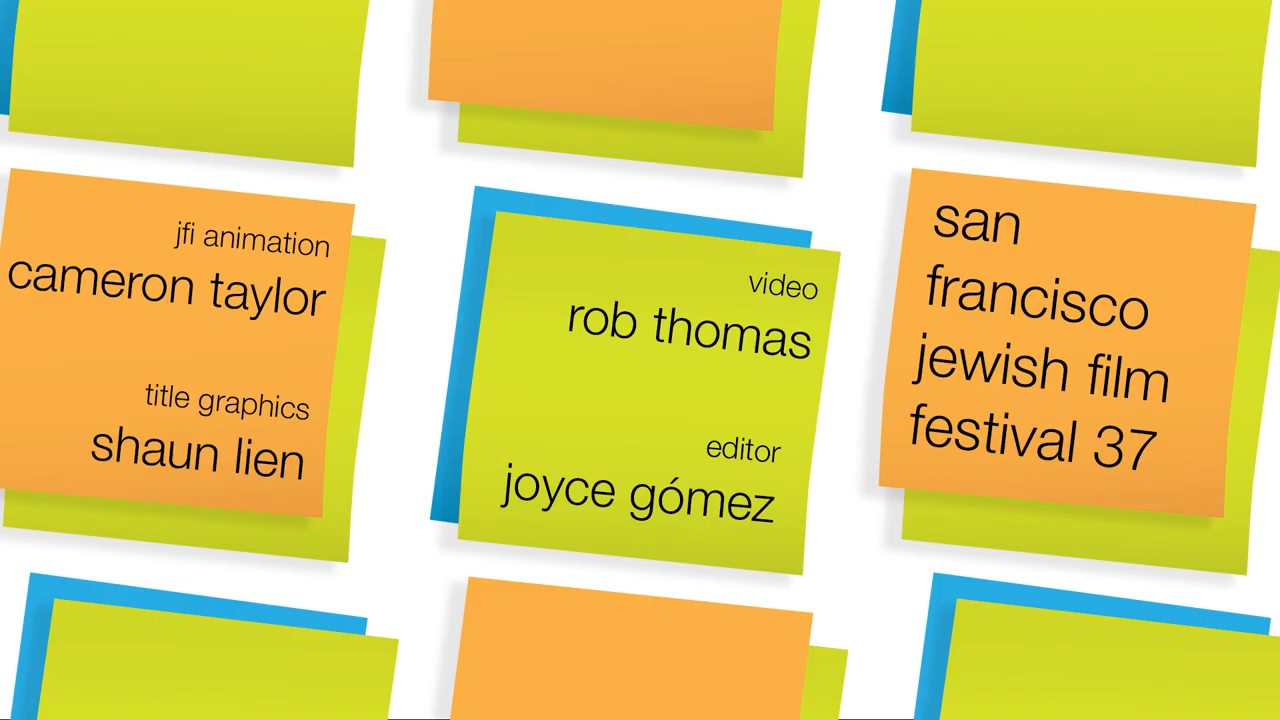 jfi animation
cameron taylor
title graphics
shaun lien
video
rob thomas
editor
joyce gómez
san
francisco
jewish film
festival 37